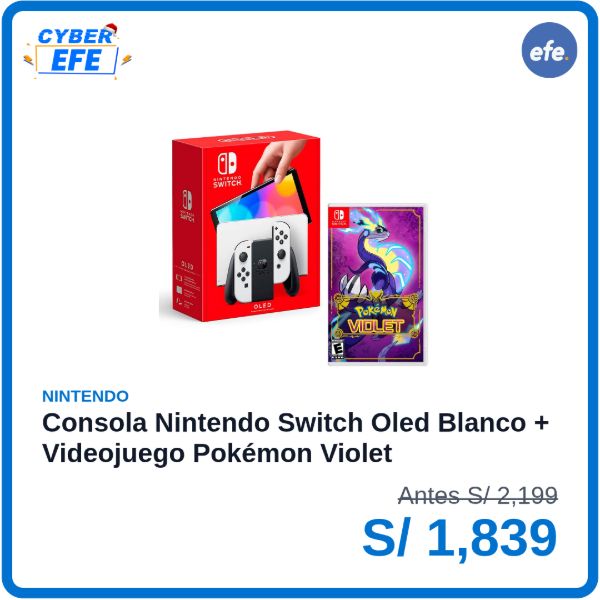 CYBER
EFE
efe.
NINTENDO
SWITCH
OLED
OLED
NINTENDO
SWITCH
POKÉMON
VIOLET
E
NINTENDO
Consola Nintendo Switch Oled Blanco +
Videojuego Pokémon Violet
Antes S/ 2,199
S/ 1,839